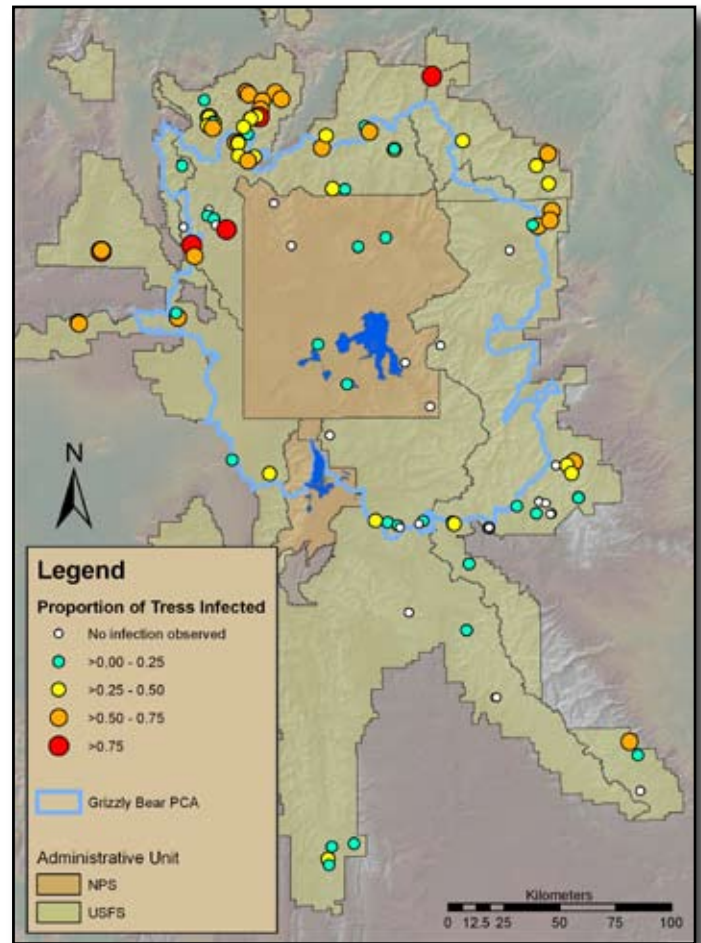 N
Legend
Proportion of Tress Infected
No infection observed
>0.00 - 0.25
>0.25 - 0.50
>0.50 - 0.75
>0.75
Grizzly Bear PCA
Administrative Unit
NPS
USFS
Kilometers
0 12.5 25 50 75 100